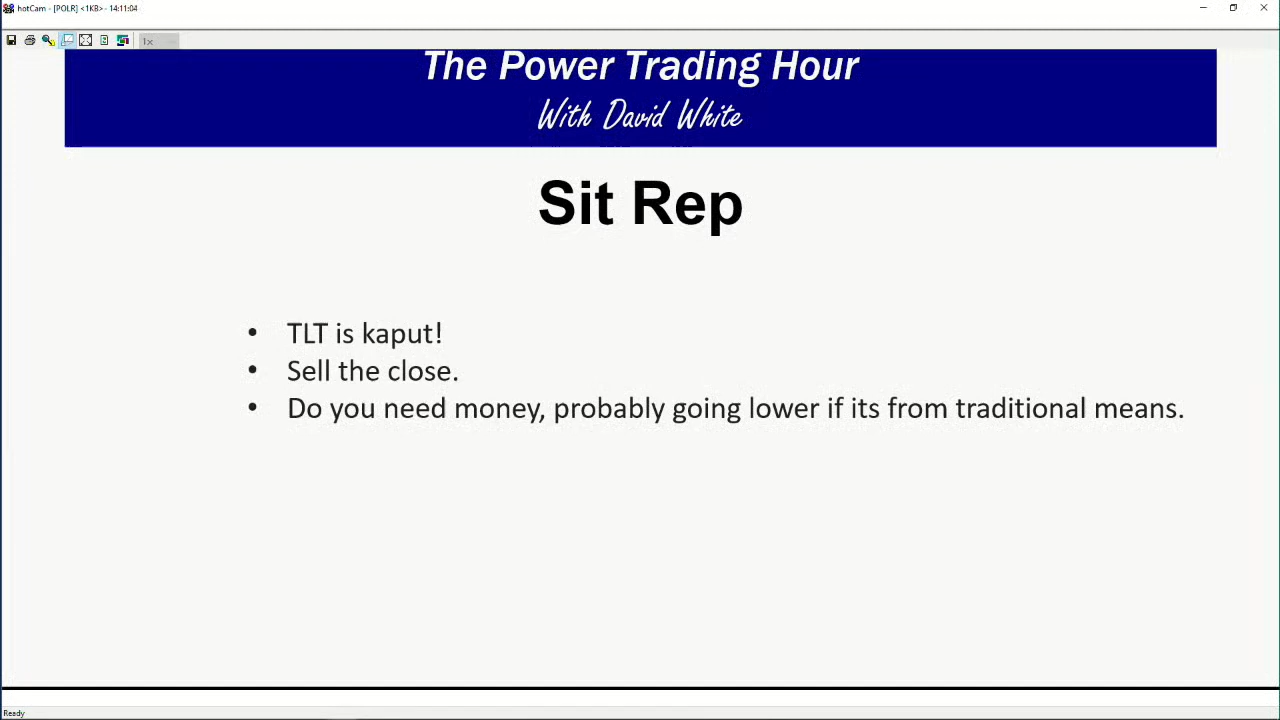 hotCam - [POLR] <1KB> - 14:11:04
1x
The Power Trading Hour
With David White
Sit Rep
• TLT is kaput!
• Sell the close.
• Do you need money, probably going lower if its from traditional means.
Ready